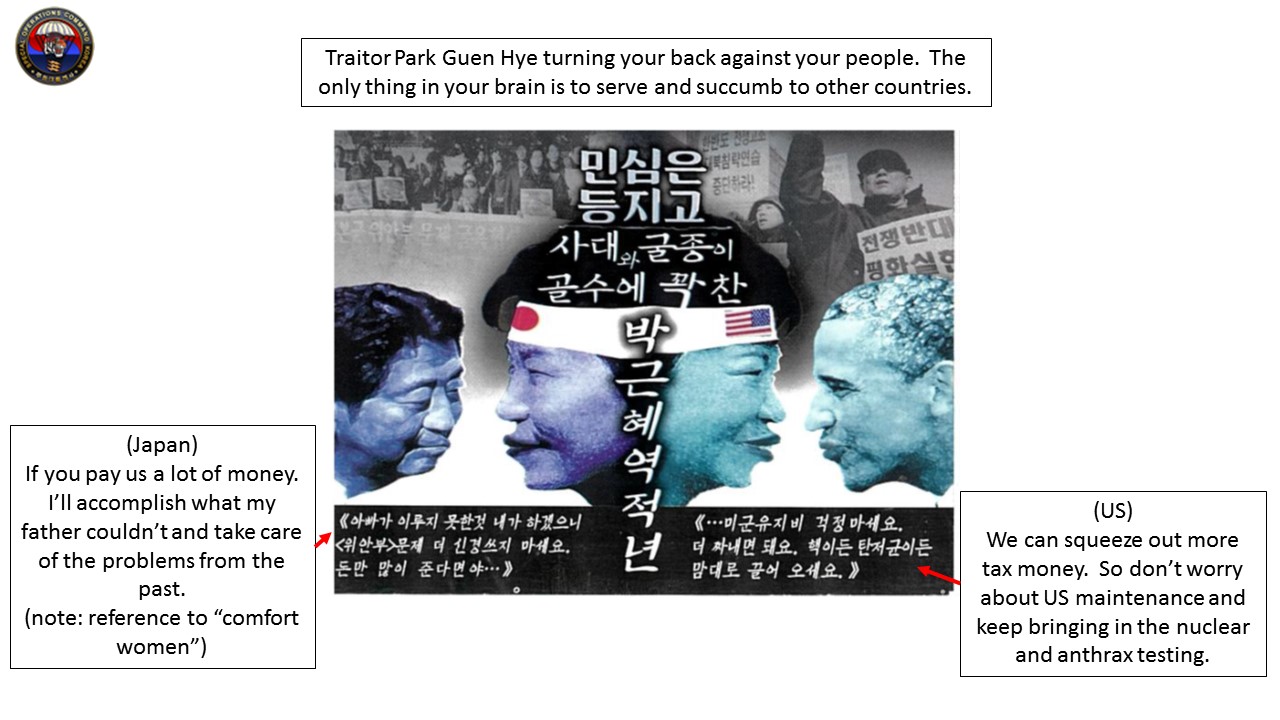 SPECIAL OPERATIONS COMMAND KOREA
Traitor Park Guen Hye turning your back against your people.  The
only thing in your brain is to serve and succumb to other countries.
중단하라!
전쟁반대
평화실현
민심은
등지고
사대와 굴종이
골수에 꽉 찬
박
근
혜
역
적
년
(Japan)
If you pay us a lot of money.
I’ll accomplish what my
father couldn’t and take care
of the problems from the
past.
(note: reference to “comfort
women”)
《아빠가 이루지 못한것 내가 하겠으니
<위안부>문제 더 신경쓰지 마세요.
돈만 많이 준다면야…》
《…미군유지비 걱정마세요.
더 짜내면 돼요. 핵이든 탄저균이든
맘대로 끌어 오세요.》
(US)
We can squeeze out more
tax money.  So don’t worry
about US maintenance and
keep bringing in the nuclear
and anthrax testing.